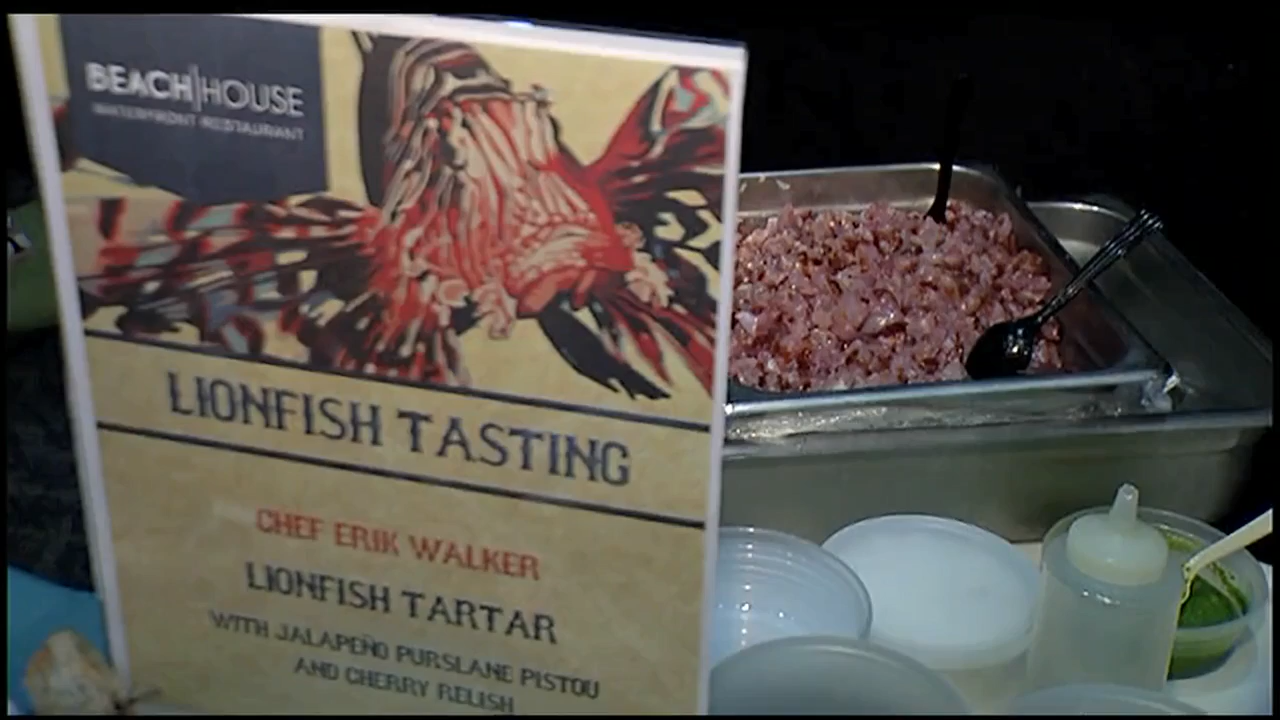 BEACH|HOUSE
WATERFRONT RESTAURANT
LIONFISH TASTING
CHEF ERIK WALKER
LIONFISH TARTAR
WITH JALAPEÑO PURSLANE PISTOU
AND CHERRY RELISH